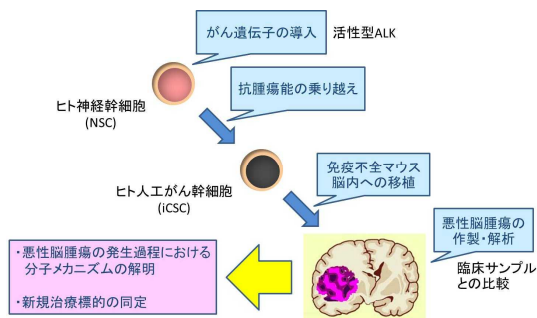 がん遺伝子の導入
活性型ALK
抗腫瘍能の乗り越え
ヒト神経幹細胞
(NSC)
ヒト人工がん幹細胞
(iCSC)
免疫不全マウス
脳内への移植
悪性脳腫瘍の
作製・解析
臨床サンプル
との比較
・悪性脳腫瘍の発生過程における
分子メカニズムの解明
・新規治療標的の同定